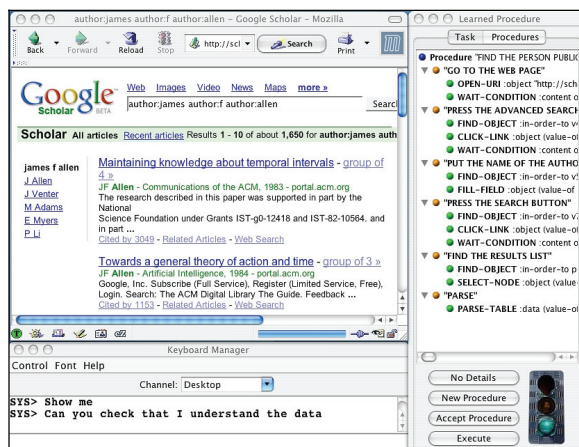 author:james author:f author:allen - Google Scholar - Mozilla
Back Forward Reload Stop http://scl Search Print
Web Images Video News Maps more »
Google Scholar BETA
author:james author:f author:allen Search
Scholar All articles Recent articles Results 1 - 10 of about 1,650 for author:james auth
james f allen
J Allen
J Venter
M Adams
E Myers
P Li
Maintaining knowledge about temporal intervals - group of
4 »
JF Allen - Communications of the ACM, 1983 - portal.acm.org
The research described in this paper was supported in part by the
National
Science Foundation under Grants IST-g0-12418 and IST-82-10564. and
in part ...
Cited by 3049 - Related Articles - Web Search
Towards a general theory of action and time - group of 3 »
JF Allen - Artificial Intelligence, 1984 - portal.acm.org
Google, Inc. Subscribe (Full Service), Register (Limited Service, Free),
Login. Search: The ACM Digital Library The Guide. Feedback ...
Cited by 1153 - Related Articles - Web Search
Keyboard Manager
Control Font Help
Channel: Desktop
SYS> Show me
SYS> Can you check that I understand the data
Learned Procedure
Task Procedures
Procedure "FIND THE PERSON PUBLIC
"GO TO THE WEB PAGE"
OPEN-URI :object "http://sch
WAIT-CONDITION :content o
"PRESS THE ADVANCED SEARCH
FIND-OBJECT :in-order-to v
CLICK-LINK :object (value-of
WAIT-CONDITION :content o
"PUT THE NAME OF THE AUTHO
FIND-OBJECT :in-order-to v
FILL-FIELD :object (value-of
"PRESS THE SEARCH BUTTON"
FIND-OBJECT :in-order-to v
CLICK-LINK :object (value-of
WAIT-CONDITION :content o
"FIND THE RESULTS LIST"
FIND-OBJECT :in-order-to p
SELECT-NODE :object (value-o
"PARSE"
PARSE-TABLE :data (value-o
No Details
New Procedure
Accept Procedure
Execute